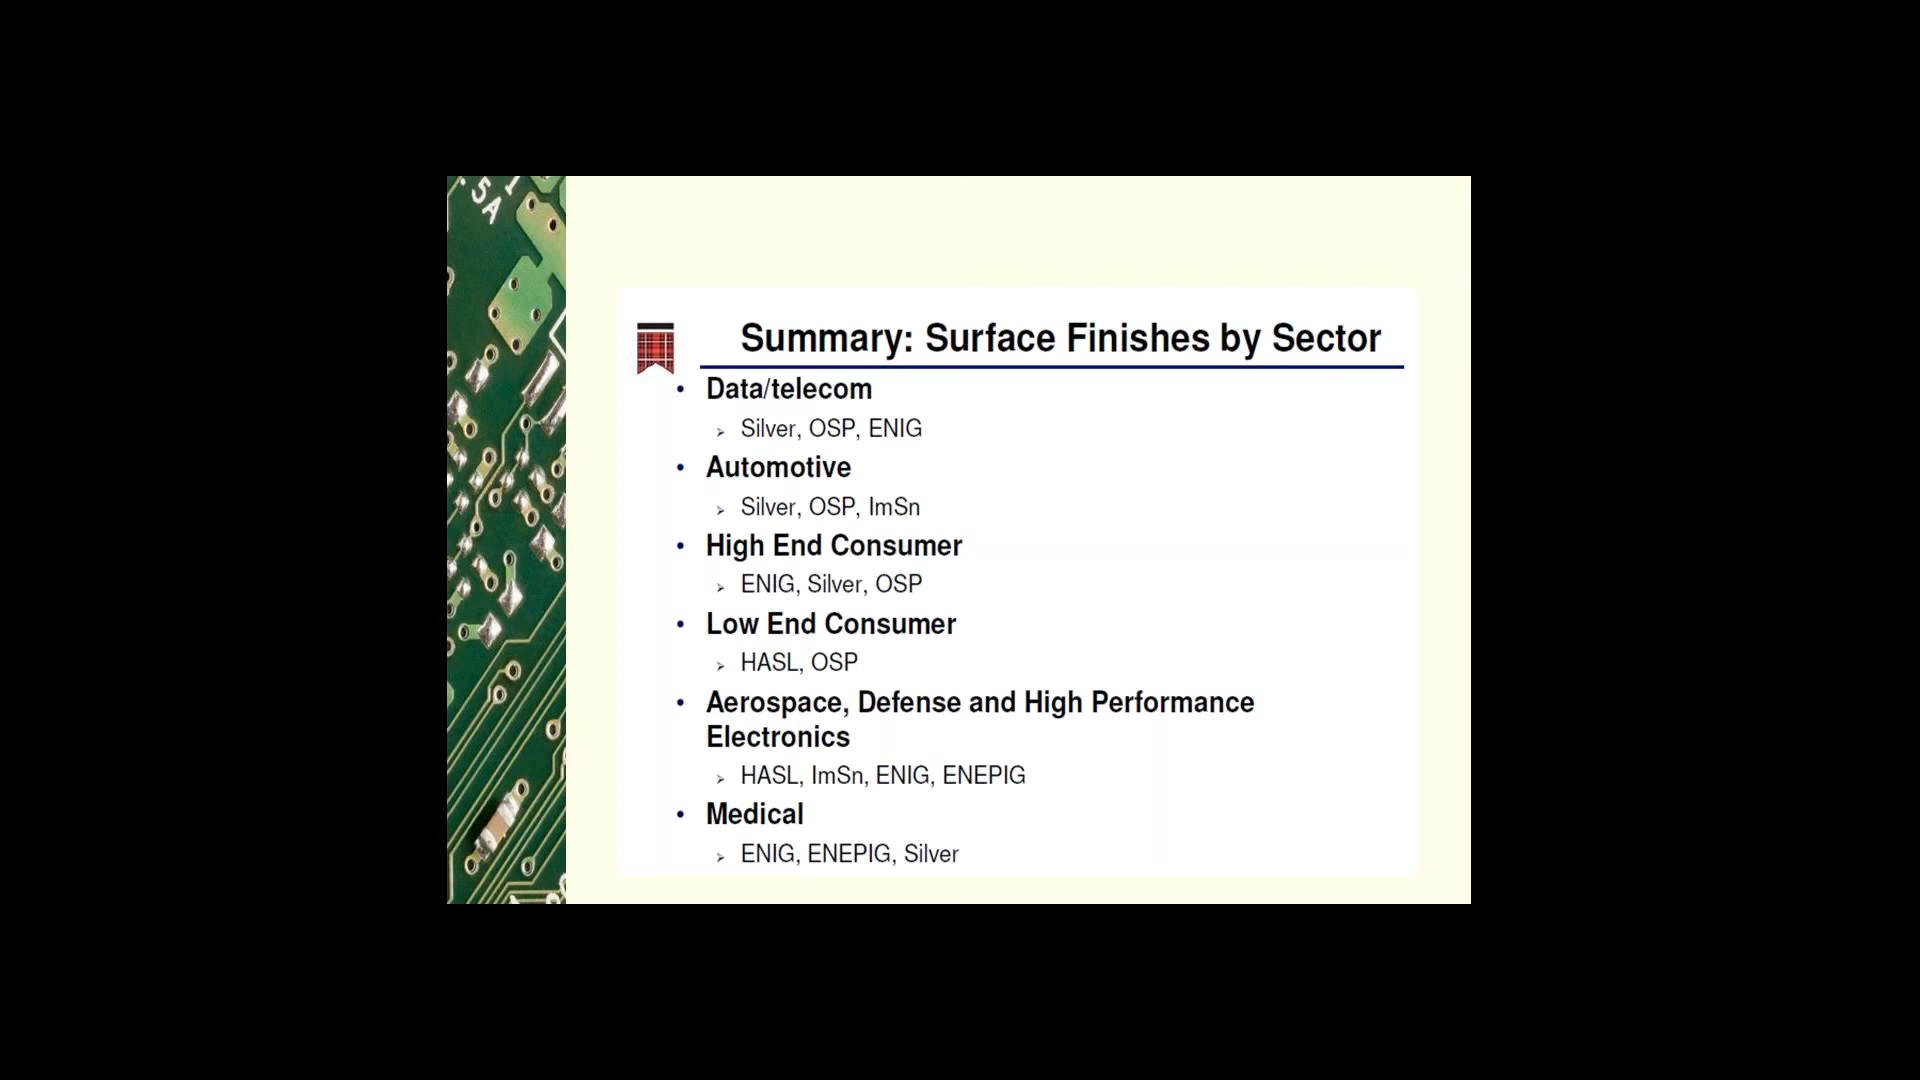 .5A
Summary: Surface Finishes by Sector
• Data/telecom
➢ Silver, OSP, ENIG
• Automotive
➢ Silver, OSP, ImSn
• High End Consumer
➢ ENIG, Silver, OSP
• Low End Consumer
➢ HASL, OSP
• Aerospace, Defense and High Performance
Electronics
➢ HASL, ImSn, ENIG, ENEPIG
• Medical
➢ ENIG, ENEPIG, Silver